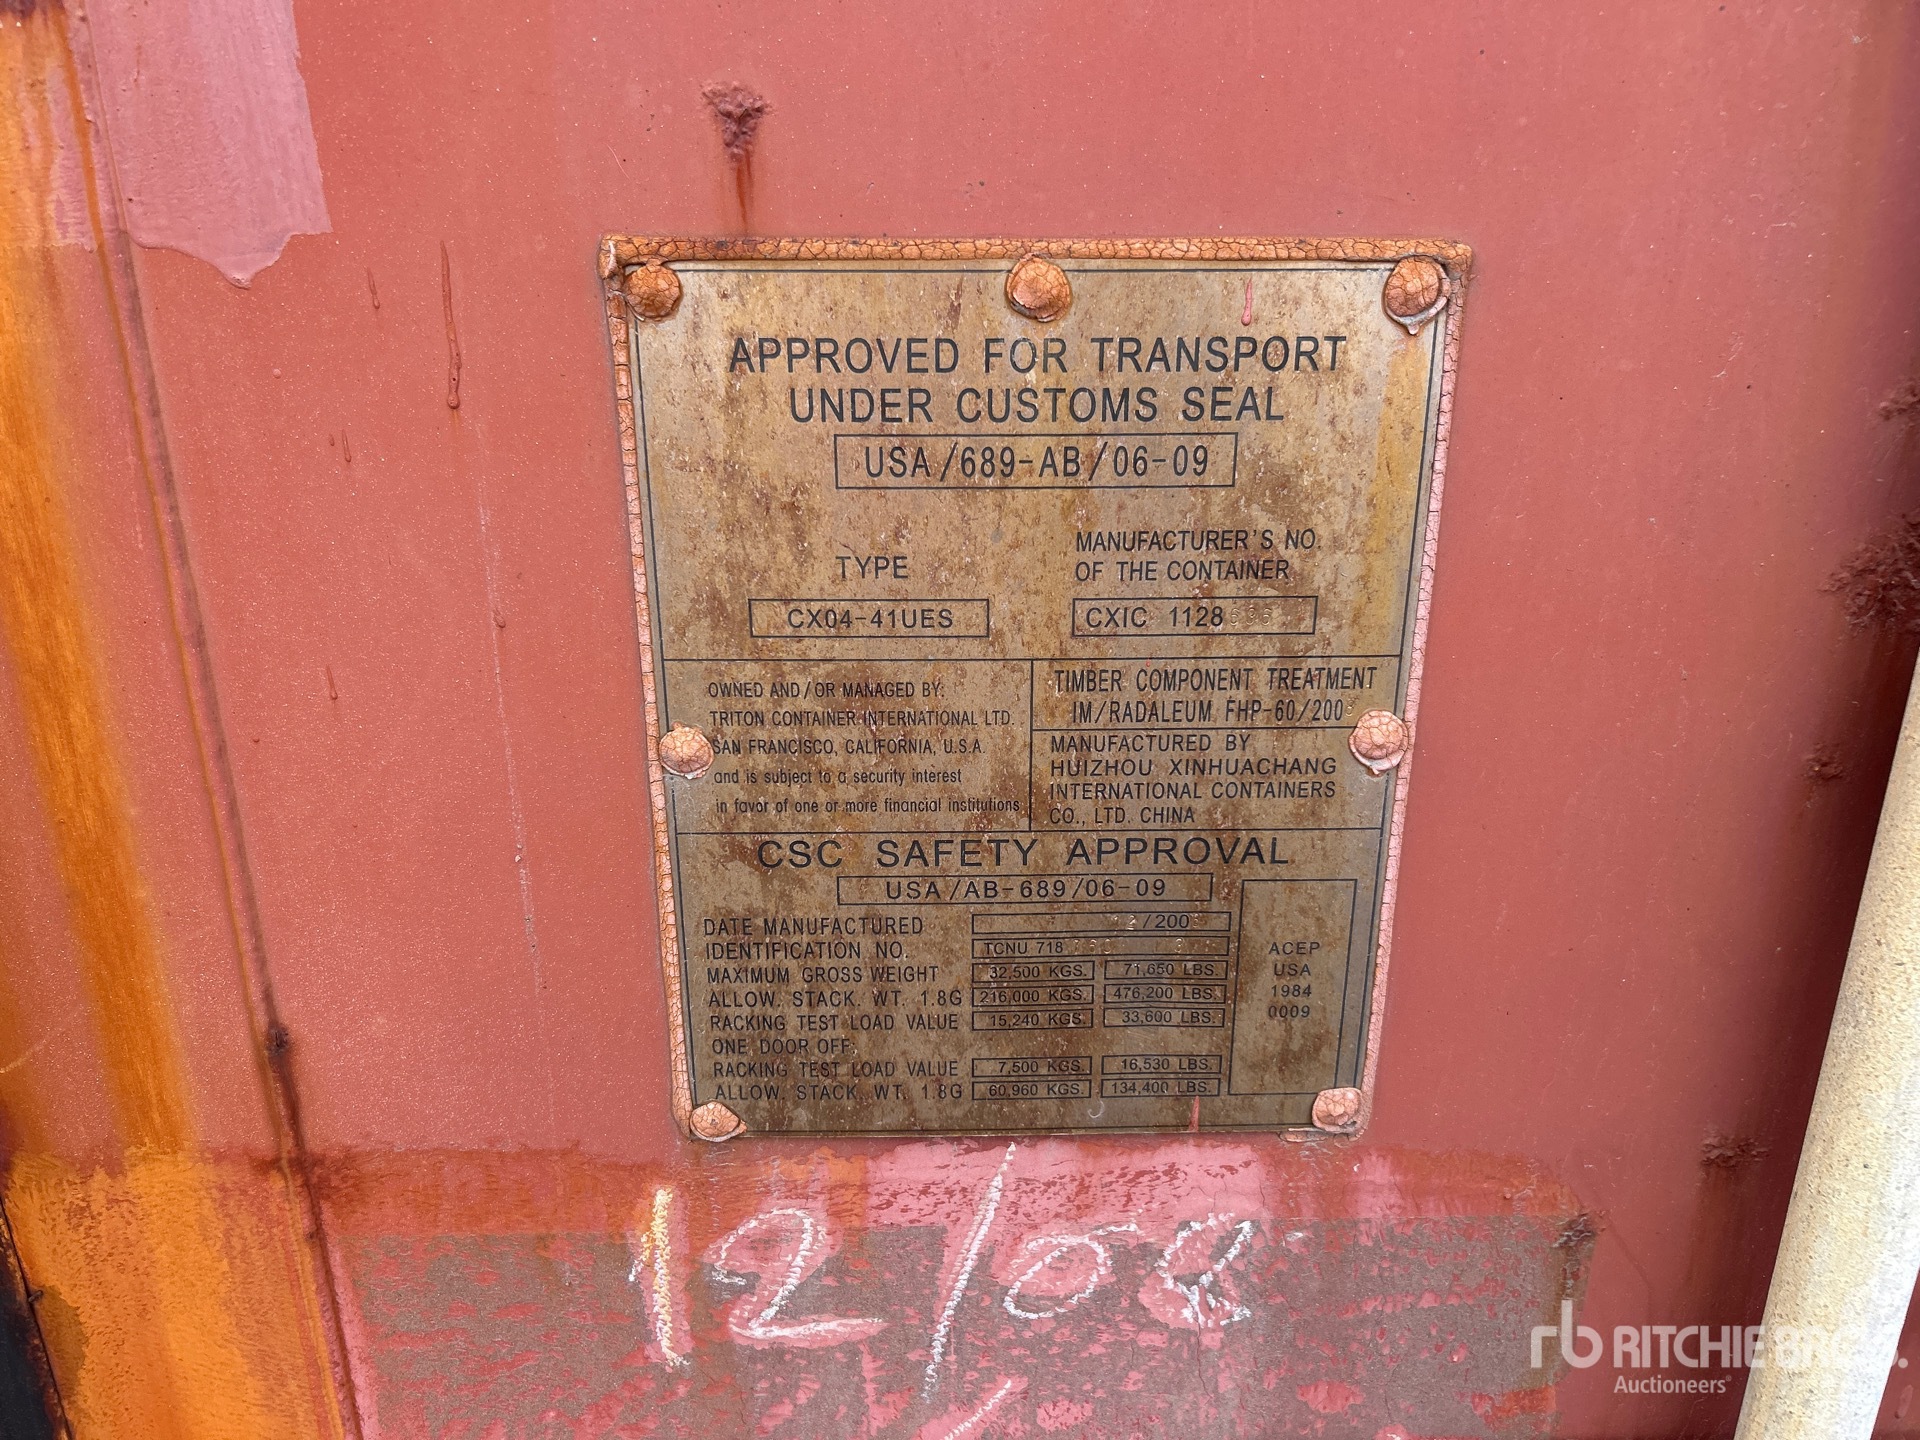 APPROVED FOR TRANSPORT
UNDER CUSTOMS SEAL
USA/689-AB/06-09
TYPE
CX04-41UES
MANUFACTURER'S NO.
OF THE CONTAINER
CXIC 1128
OWNED AND/OR MANAGED BY:
TRITON CONTAINER INTERNATIONAL LTD.
SAN FRANCISCO, CALIFORNIA, U.S.A.
and is subject to a security interest
in favor of one or more financial institutions
TIMBER COMPONENT TREATMENT
IM/RADALEUM FHP-60/200
MANUFACTURED BY
HUIZHOU XINHUACHANG
INTERNATIONAL CONTAINERS
CO., LTD. CHINA
CSC SAFETY APPROVAL
USA/AB-689/06-09
DATE MANUFACTURED
IDENTIFICATION NO. TCNU 718
MAXIMUM GROSS WEIGHT 32,500 KGS. 71,650 LBS.
ALLOW. STACK. WT. 1.8G 216,000 KGS. 476,200 LBS.
RACKING TEST LOAD VALUE 15,240 KGS. 33,600 LBS.
ONE DOOR OFF:
RACKING TEST LOAD VALUE 7,500 KGS. 16,530 LBS.
ALLOW. STACK. WT. 1.8G 60,960 KGS. 134,400 LBS.
ACEP
USA
1984
0009
12/08
rb RITCHIE BROS.
Auctioneers